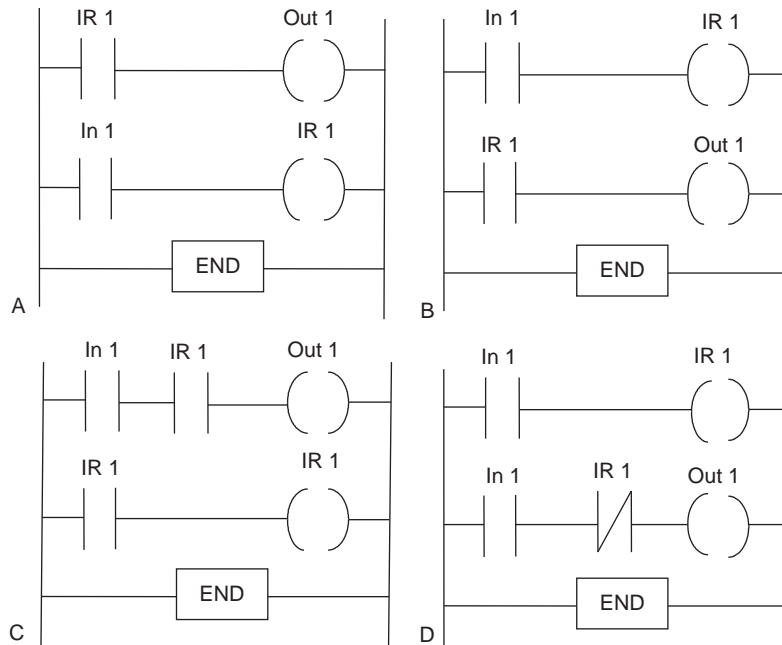 IR 1 Out 1
In 1 IR 1
END
A
In 1 IR 1
IR 1 Out 1
END
B
In 1 IR 1 Out 1
IR 1 IR 1
END
C
In 1 IR 1
In 1 IR 1 Out 1
END
D